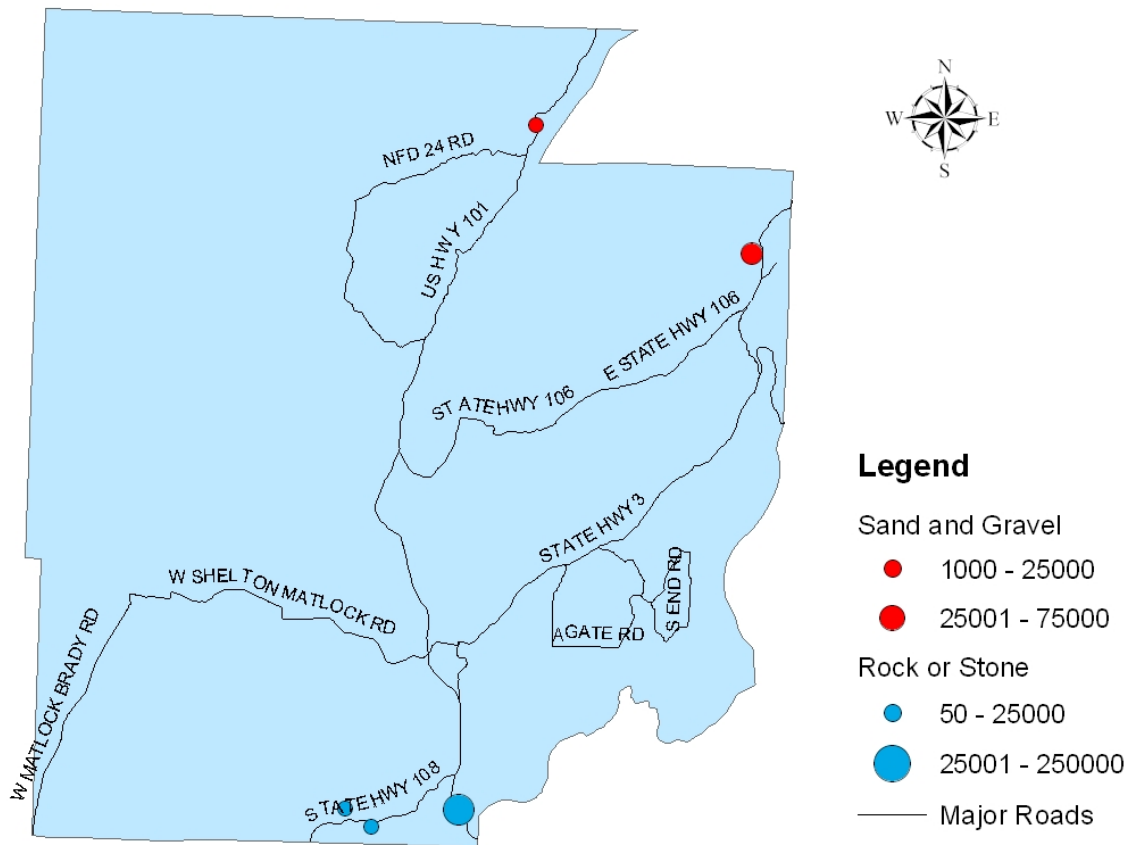 N
W E
S
NFD 24 RD
US HWY 101
E STATE HWY 106
ST ATEHWY 106
STATE HWY 3
S END RD
W SHELTON MATLOCK RD
AGATE RD
W MATLOCK BRADY RD
STATE HWY 108
Legend
Sand and Gravel
1000 - 25000
25001 - 75000
Rock or Stone
50 - 25000
25001 - 250000
Major Roads